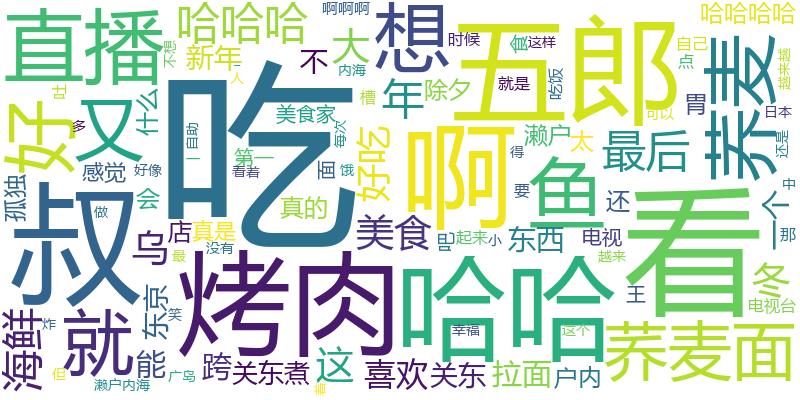 直播
哈哈哈
啊啊啊
想
时候
这样
食
不想
新年
大
内海
不
就是
五郎
哈哈哈哈
自己
点
越来越
好
又
什么
吐
多
吃
美食家
年
除夕
槽
每次
自助
一
人
吃饭
胃
可以
荞麦
日本
还是
濑户
太
最后
感觉
好像
会
第一
看着
面
饿
好吃
啊
得
要
鱼
还
一个
中
那
孤独
叔
做
真的
真是
没有
店
乌
最
美食
起来
小
东西
电视
越来
看
王
冬
电视台
海鲜
炸
就
东京
笑
能
烤肉
哈哈
幸福
这个
荞麦面
但
濑户内海
广岛
跨
关东煮
这
喜欢
关东
拉面
户内